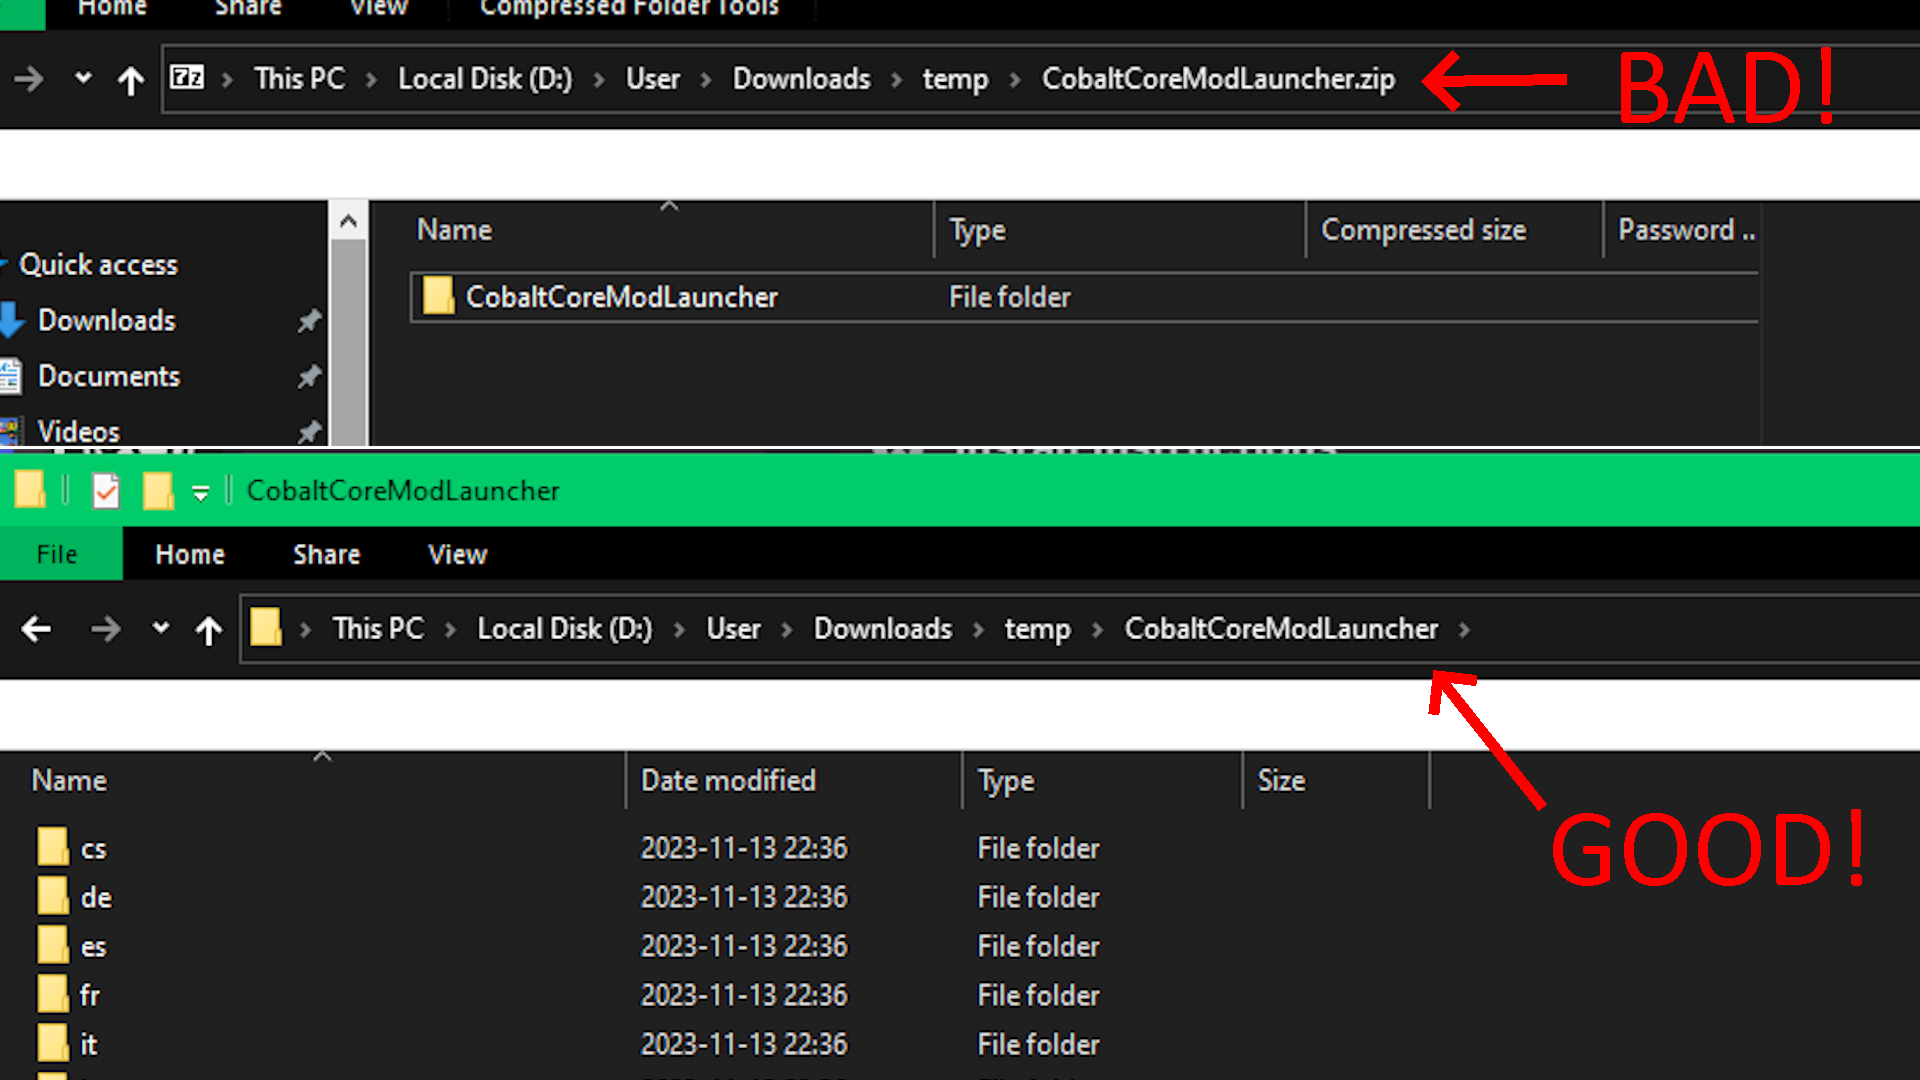 Home Share View Compressed Folder Tools
7z > This PC > Local Disk (D:) > User > Downloads > temp > CobaltCoreModLauncher.zip BAD!
Name Type Compressed size Password ..
Quick access
CobaltCoreModLauncher File folder
Downloads
Documents
Videos
CobaltCoreModLauncher
File Home Share View
> This PC > Local Disk (D:) > User > Downloads > temp > CobaltCoreModLauncher >
Name Date modified Type Size
GOOD!
cs 2023-11-13 22:36 File folder
de 2023-11-13 22:36 File folder
es 2023-11-13 22:36 File folder
fr 2023-11-13 22:36 File folder
it 2023-11-13 22:36 File folder